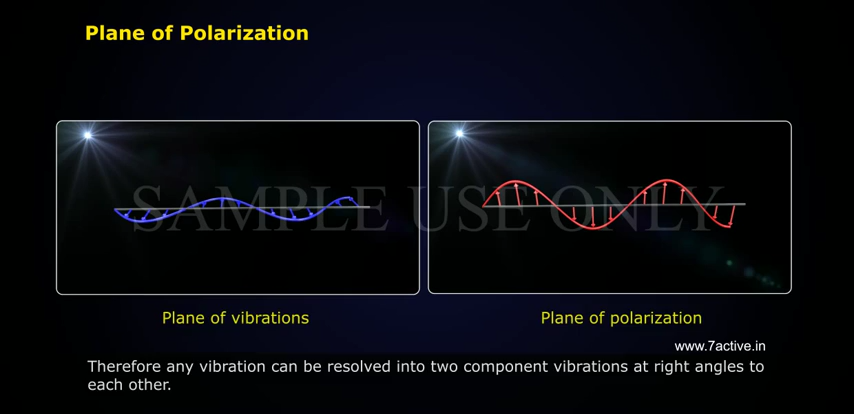 Plane of Polarization
SAMPLE USE ONLY
Plane of vibrations
Plane of polarization
www.7active.in
Therefore any vibration can be resolved into two component vibrations at right angles to
each other.